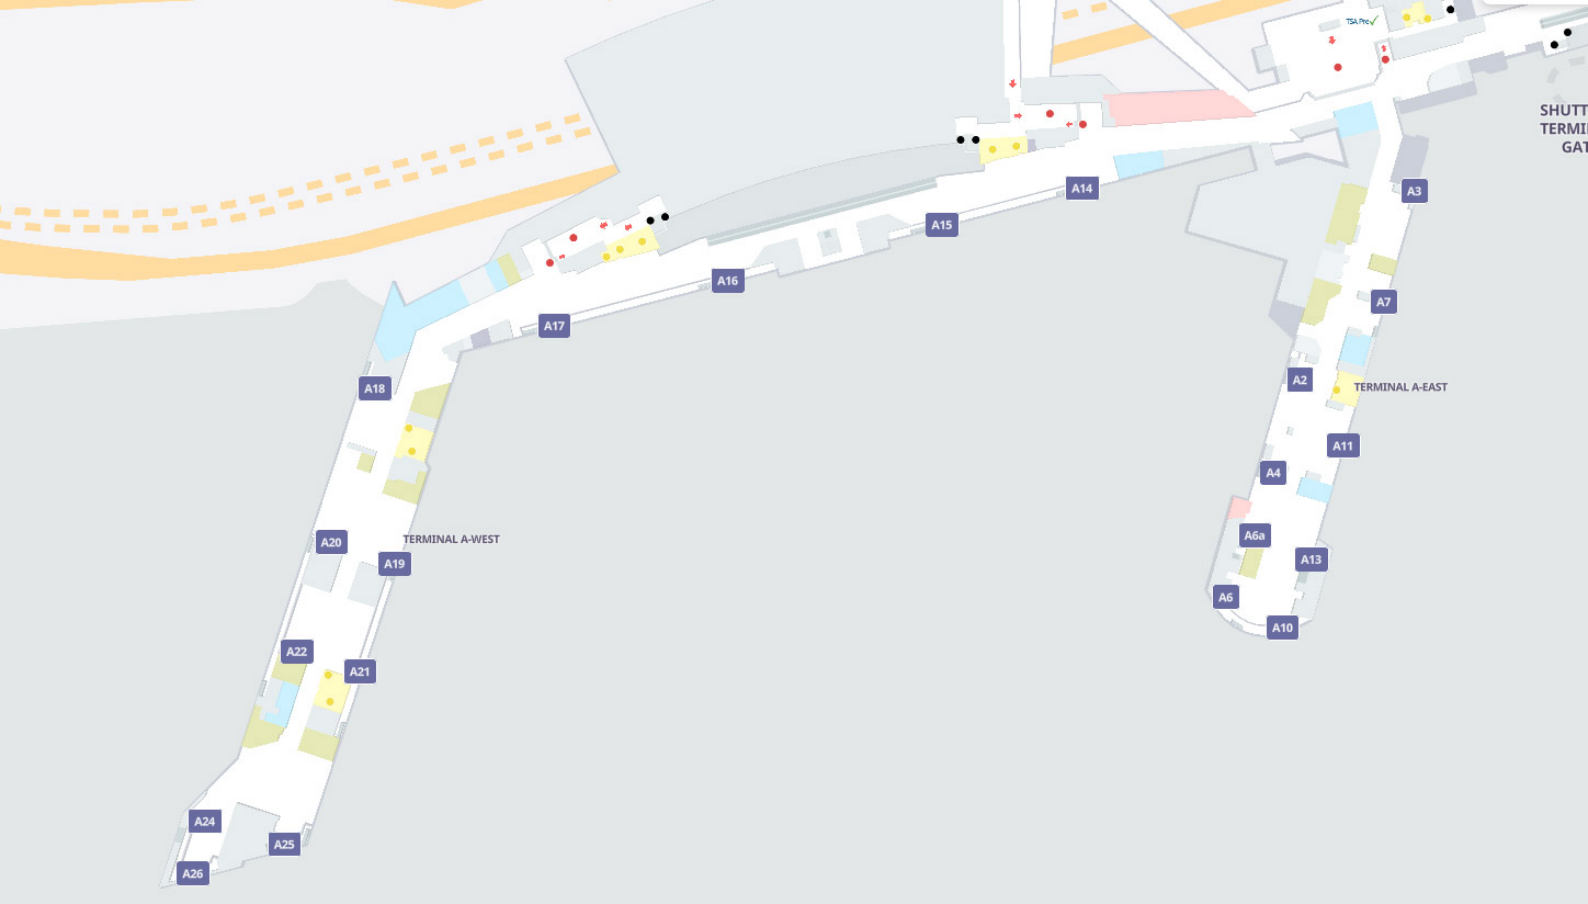 TSA Pre✓
SHUTT
TERMI
GAT
A14
A3
A15
A16
A7
A17
A2
TERMINAL A-EAST
A18
A11
A4
A20
TERMINAL A-WEST
A6a
A19
A13
A6
A10
A22
A21
A24
A25
A26